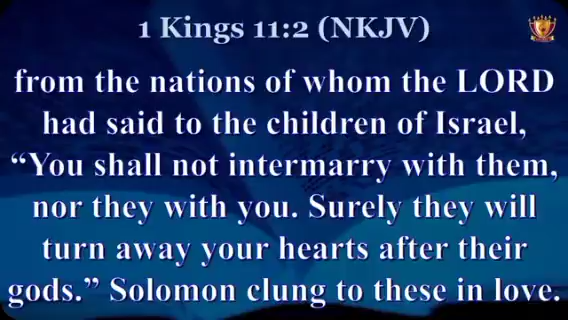 1 Kings 11:2 (NKJV)
from the nations of whom the LORD
had said to the children of Israel,
“You shall not intermarry with them,
nor they with you. Surely they will
turn away your hearts after their
gods.” Solomon clung to these in love.